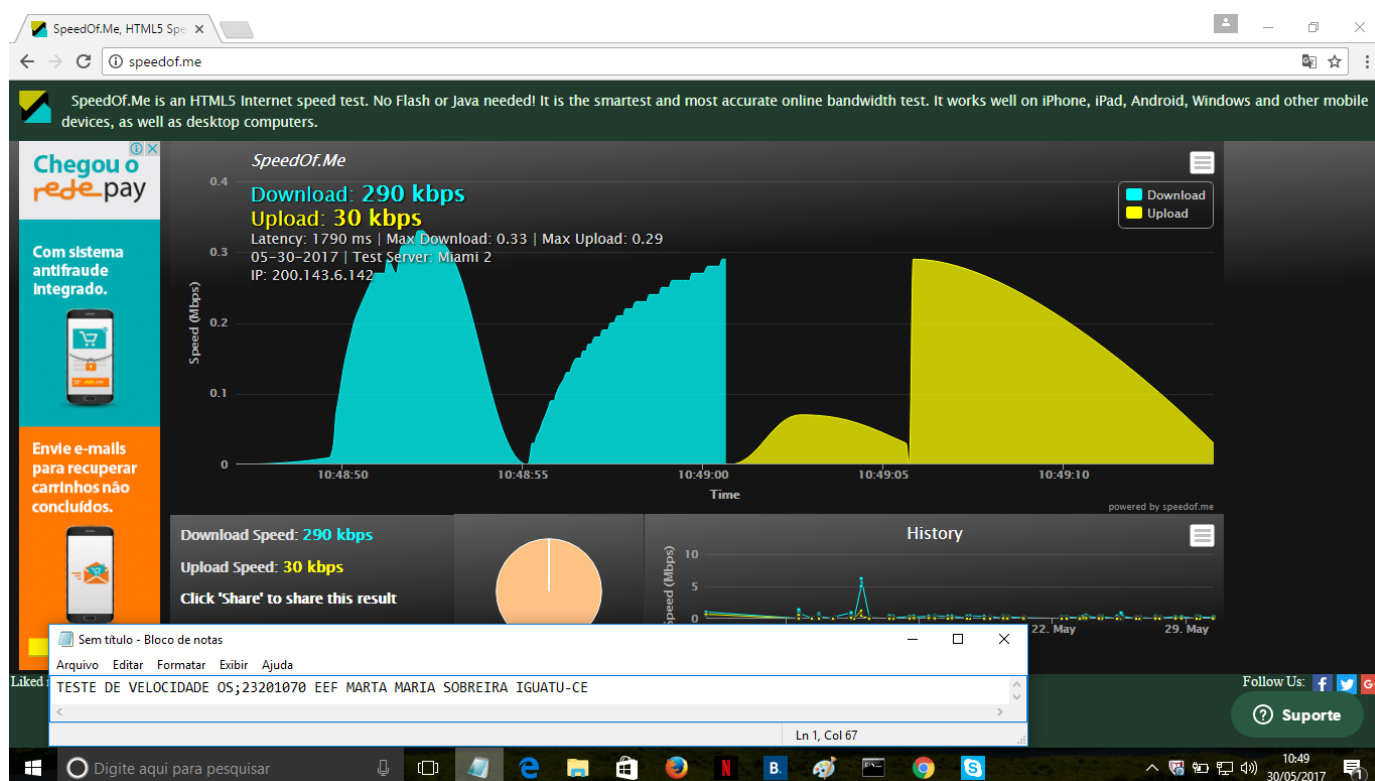 SpeedOf.Me, HTML5 Spe
speedof.me
SpeedOf.Me is an HTML5 Internet speed test. No Flash or Java needed! It is the smartest and most accurate online bandwidth test. It works well on iPhone, iPad, Android, Windows and other mobile
devices, as well as desktop computers.
Chegou o
rede pay
Com sistema
antifraude
integrado.
Envie e-mails
para recuperar
carrinhos não
concluídos.
SpeedOf.Me
Download: 290 kbps
Upload: 30 kbps
Latency: 1790 ms | Max Download: 0.33 | Max Upload: 0.29
05-30-2017 | Test Server: Miami 2
IP: 200.143.6.142
Download
Upload
Speed (Mbps)
0.4
0.3
0.2
0.1
0
10:48:50 10:48:55 10:49:00 10:49:05 10:49:10
Time
powered by speedof.me
Download Speed: 290 kbps
Upload Speed: 30 kbps
Click 'Share' to share this result
History
Speed (Mbps)
10
5
0
22. May 29. May
Sem título - Bloco de notas
Arquivo Editar Formatar Exibir Ajuda
TESTE DE VELOCIDADE OS;23201070 EEF MARTA MARIA SOBREIRA IGUATU-CE
Ln 1, Col 67
Liked
Follow Us:
Suporte
Digite aqui para pesquisar
10:49
30/05/2017